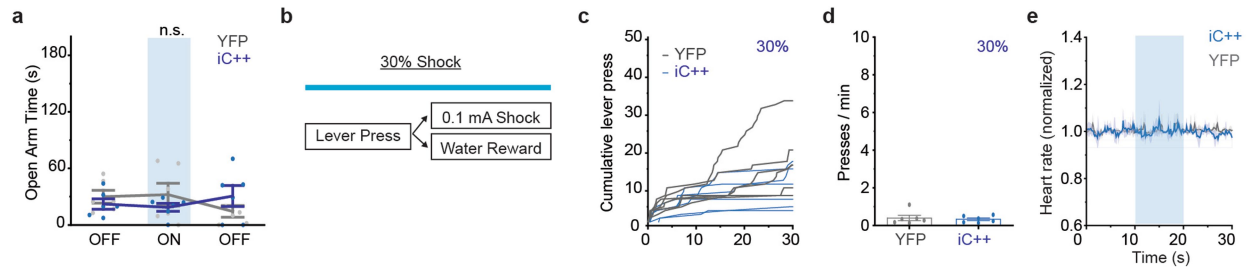 a
n.s.
YFP
iC++
180
120
60
0
Open Arm Time (s)
OFF
ON
OFF
b
30% Shock
Lever Press
0.1 mA Shock
Water Reward
c
YFP
iC++
30%
50
40
30
20
10
0
Cumulative lever press
0
10
20
30
d
30%
10
8
6
4
2
0
Presses / min
YFP
iC++
e
iC++
YFP
1.4
1.2
1.0
0.8
0.6
Heart rate (normalized)
0
10
20
30
Time (s)